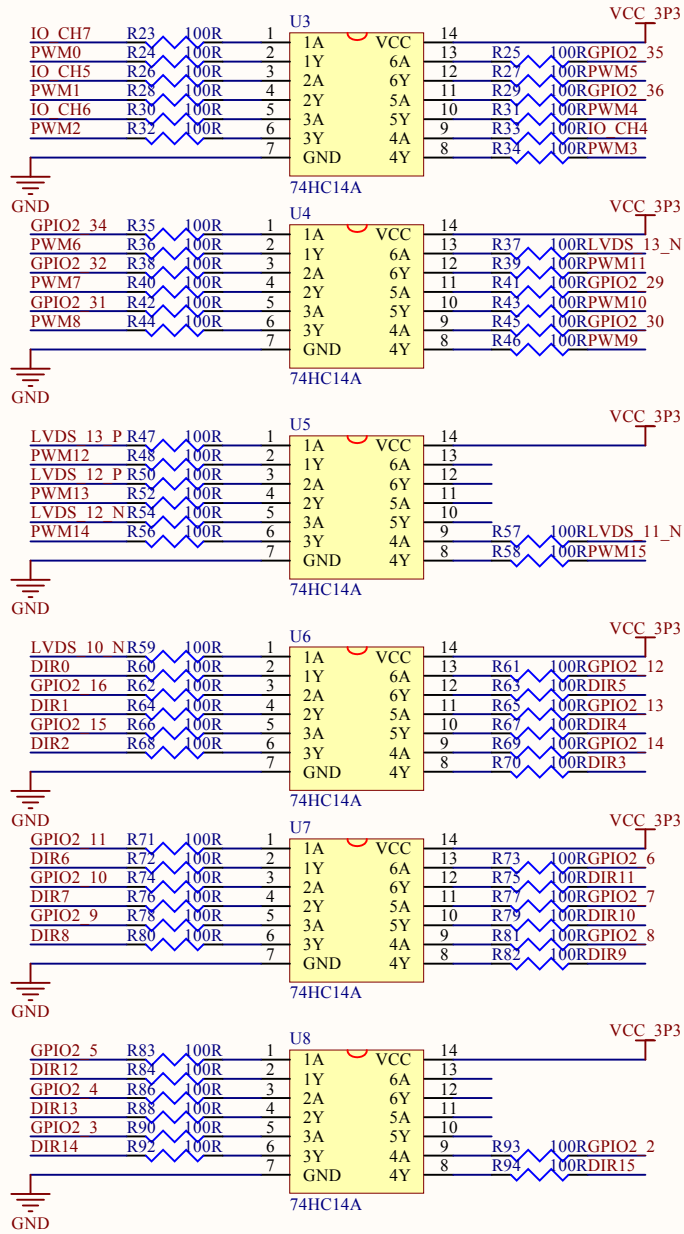 VCC_3P3
U3
IO_CH7 R23 100R 1 1A VCC 14
PWM0 R24 100R 2 1Y 6A 13 R25 100R GPIO2_35
IO_CH5 R26 100R 3 2A 6Y 12 R27 100R PWM5
PWM1 R28 100R 4 2Y 5A 11 R29 100R GPIO2_36
IO_CH6 R30 100R 5 3A 5Y 10 R31 100R PWM4
PWM2 R32 100R 6 3Y 4A 9 R33 100R IO_CH4
7 GND 4Y 8 R34 100R PWM3
GND
74HC14A
VCC_3P3
U4
GPIO2_34 R35 100R 1 1A VCC 14
PWM6 R36 100R 2 1Y 6A 13 R37 100R LVDS_13_N
GPIO2_32 R38 100R 3 2A 6Y 12 R39 100R PWM11
PWM7 R40 100R 4 2Y 5A 11 R41 100R GPIO2_29
GPIO2_31 R42 100R 5 3A 5Y 10 R43 100R PWM10
PWM8 R44 100R 6 3Y 4A 9 R45 100R GPIO2_30
7 GND 4Y 8 R46 100R PWM9
74HC14A
GND
VCC_3P3
U5
LVDS_13_P R47 100R 1 1A VCC 14
PWM12 R48 100R 2 1Y 6A 13
LVDS_12_P R50 100R 3 2A 6Y 12
PWM13 R52 100R 4 2Y 5A 11
LVDS_12_N R54 100R 5 3A 5Y 10
PWM14 R56 100R 6 3Y 4A 9 R57 100R LVDS_11_N
7 GND 4Y 8 R58 100R PWM15
74HC14A
GND
VCC_3P3
U6
LVDS_10_N R59 100R 1 1A VCC 14
DIR0 R60 100R 2 1Y 6A 13 R61 100R GPIO2_12
GPIO2_16 R62 100R 3 2A 6Y 12 R63 100R DIR5
DIR1 R64 100R 4 2Y 5A 11 R65 100R GPIO2_13
GPIO2_15 R66 100R 5 3A 5Y 10 R67 100R DIR4
DIR2 R68 100R 6 3Y 4A 9 R69 100R GPIO2_14
7 GND 4Y 8 R70 100R DIR3
74HC14A
GND
VCC_3P3
U7
GPIO2_11 R71 100R 1 1A VCC 14
DIR6 R72 100R 2 1Y 6A 13 R73 100R GPIO2_6
GPIO2_10 R74 100R 3 2A 6Y 12 R75 100R DIR11
DIR7 R76 100R 4 2Y 5A 11 R77 100R GPIO2_7
GPIO2_9 R78 100R 5 3A 5Y 10 R79 100R DIR10
DIR8 R80 100R 6 3Y 4A 9 R81 100R GPIO2_8
7 GND 4Y 8 R82 100R DIR9
74HC14A
GND
VCC_3P3
U8
GPIO2_5 R83 100R 1 1A VCC 14
DIR12 R84 100R 2 1Y 6A 13
GPIO2_4 R86 100R 3 2A 6Y 12
DIR13 R88 100R 4 2Y 5A 11
GPIO2_3 R90 100R 5 3A 5Y 10
DIR14 R92 100R 6 3Y 4A 9 R93 100R GPIO2_2
7 GND 4Y 8 R94 100R DIR15
74HC14A
GND